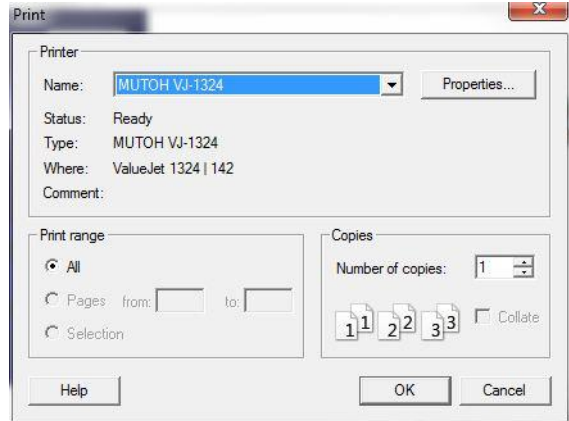 Print
Printer
Name: MUTOH VJ-1324 Properties...
Status: Ready
Type: MUTOH VJ-1324
Where: ValueJet 1324 | 142
Comment:
Print range Copies
All Number of copies: 1
Pages from: to:
1 1 2 2 3 3 Collate
Selection
Help OK Cancel